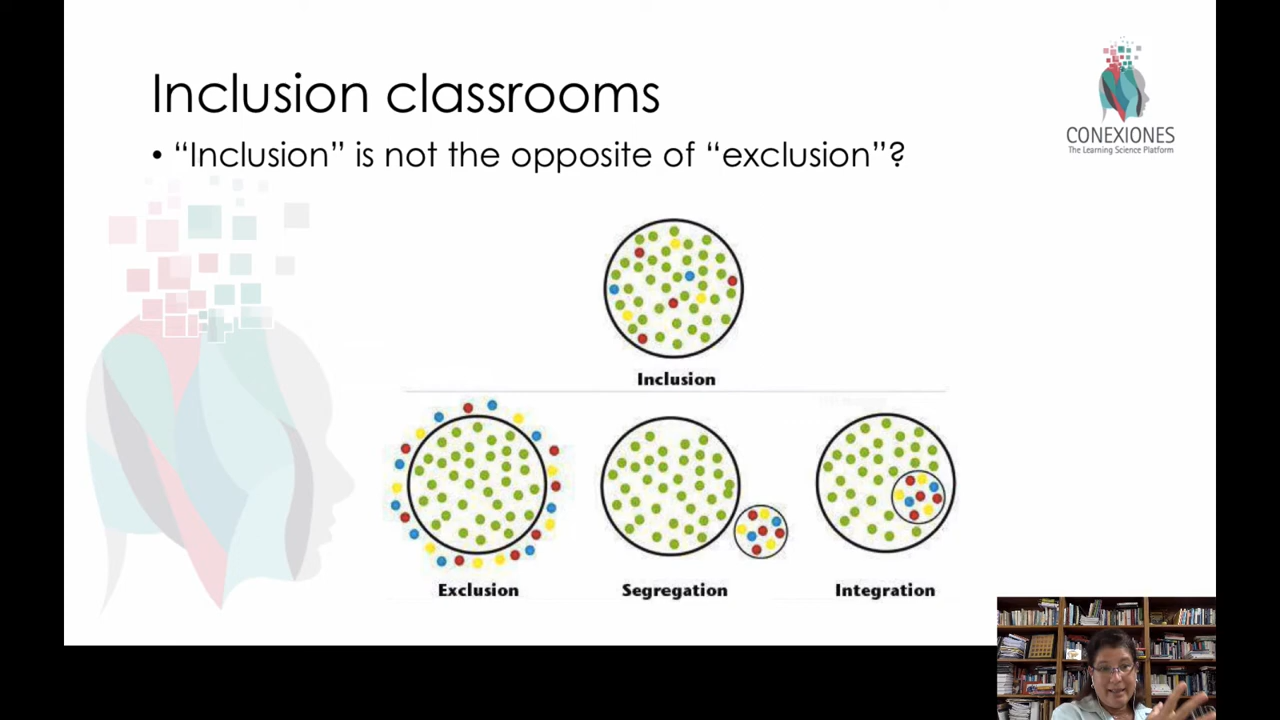 Inclusion classrooms
CONEXIONES
The Learning Science Platform
• “Inclusion” is not the opposite of “exclusion”?
Inclusion
Exclusion
Segregation
Integration